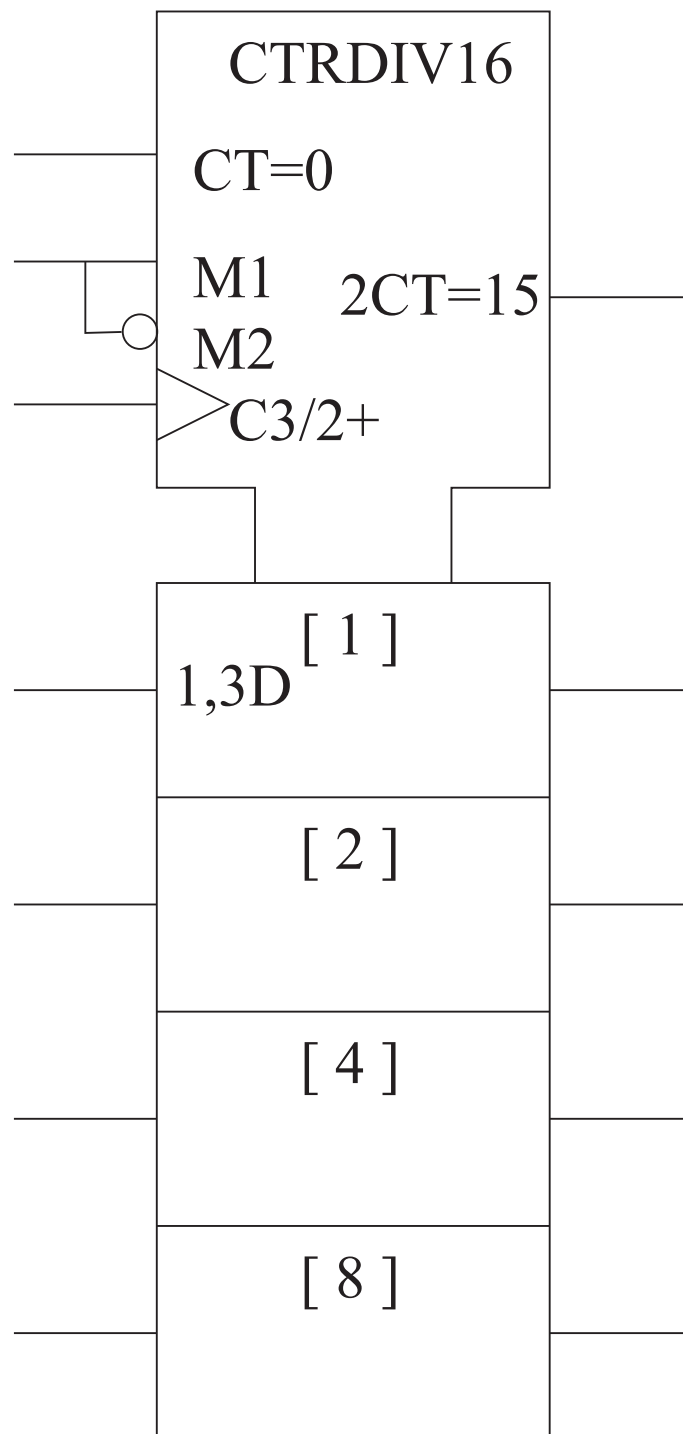 CTRDIV16
CT=0
M1
2CT=15
M2
C3/2+
[ 1 ]
1,3D
[ 2 ]
[ 4 ]
[ 8 ]